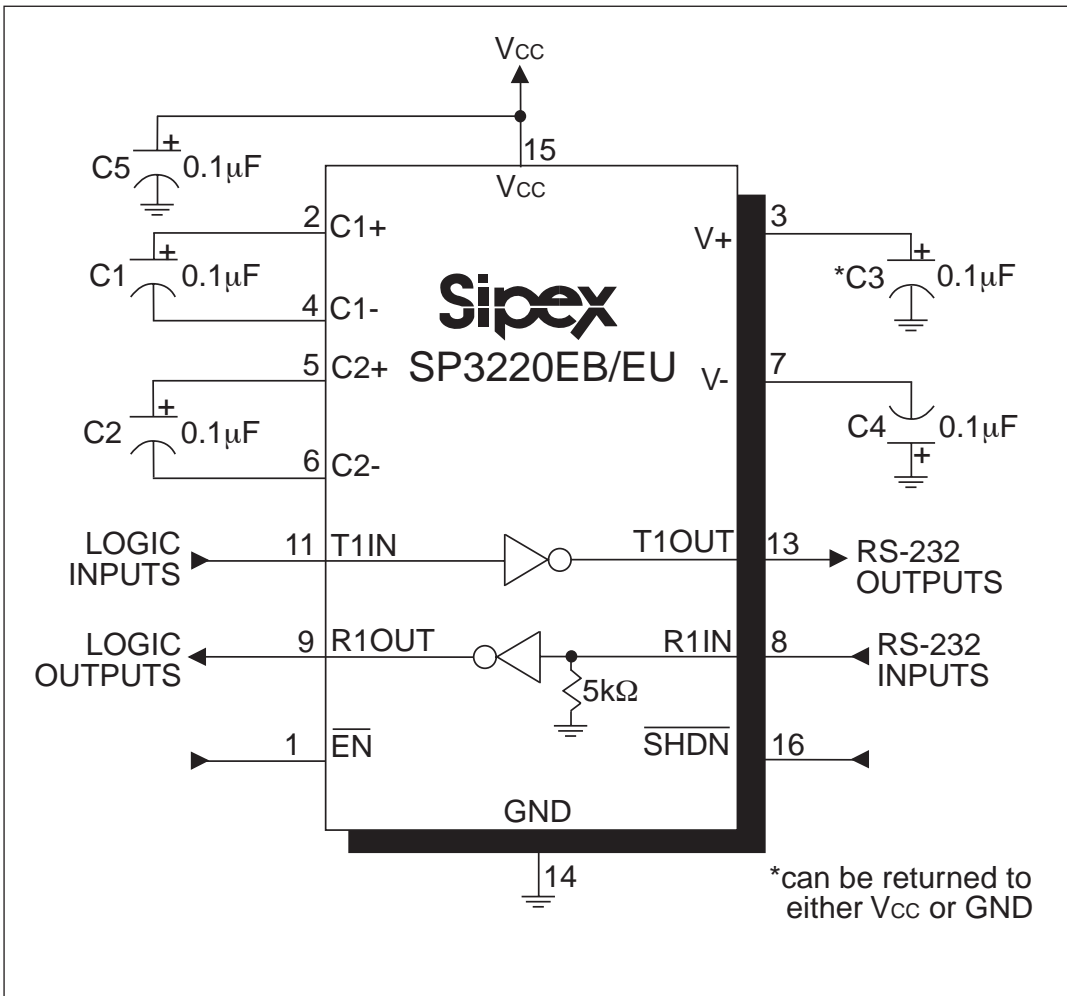 VCC
C5
+
0.1µF
15
VCC
2
C1+
C1
+
0.1µF
4
C1-
3
V+
*C3
+
0.1µF
Sipex
SP3220EB/EU
5
C2+
C2
+
0.1µF
6
C2-
7
V-
C4
0.1µF
+
LOGIC
INPUTS
11
T1IN
T1OUT
13
RS-232
OUTPUTS
LOGIC
OUTPUTS
9
R1OUT
R1IN
8
RS-232
INPUTS
5kΩ
1
EN
SHDN
16
GND
14
*can be returned to
either VCC or GND